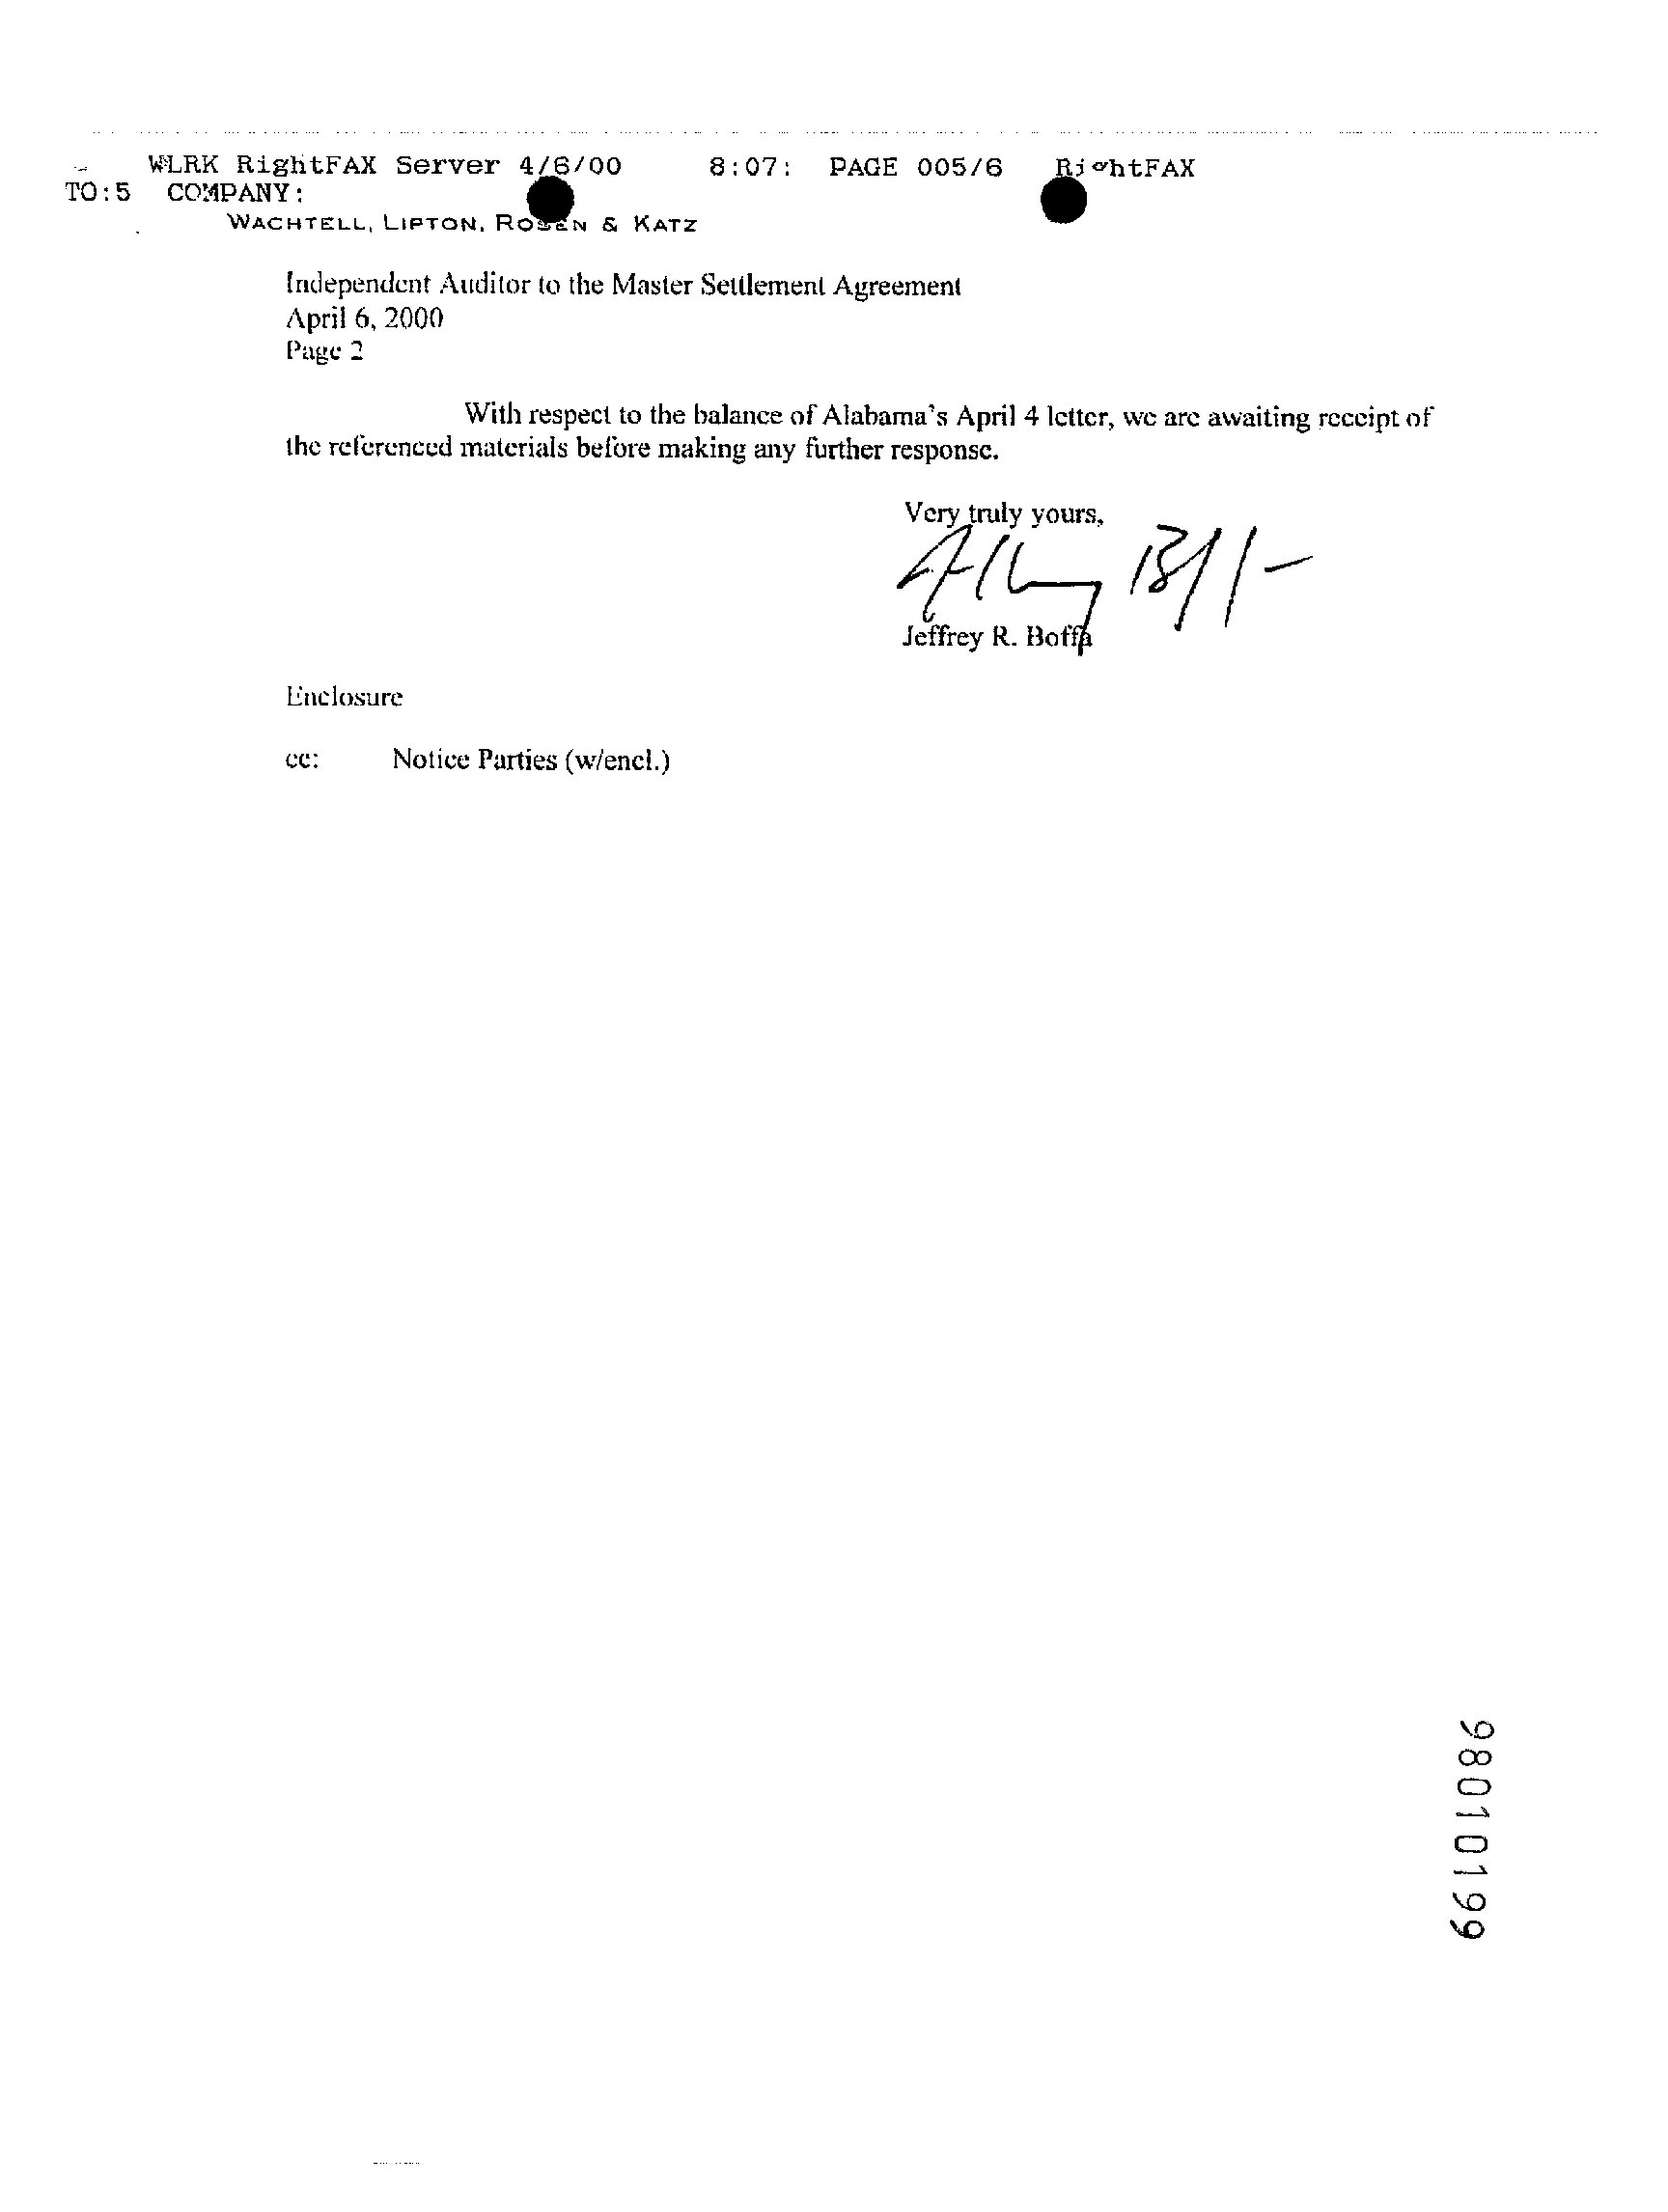 WLRK RightFAX Server 4/6/00 8:07: PAGE 005/6 RightFAX
TO:5 COMPANY:
WACHTELL, LIPTON, ROSEN & KATZ
Independent Auditor to the Master Settlement Agreement
April 6, 2000
Page 2
With respect to the balance of Alabama's April 4 letter, we are awaiting receipt of
the referenced materials before making any further response.
Very truly yours,
Jeffrey Boffa
Jeffrey R. Boffa
Enclosure
cc: Notice Parties (w/encl.)
98010199